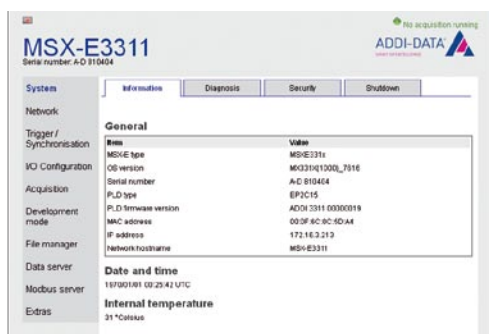 No acquisition running
MSX-E3311
Serial number: A-D 810404
ADDI-DATA
System
Information
Diagnosis
Security
Shutdown
Network
Trigger /
Synchronisation
I/O Configuration
Acquisition
Development
mode
File manager
Data server
Modbus server
Extras
General
Item Value
MSX-E type MSXE331x
OS version
Serial number A-D 810404
PLD type EP2C15
PLD firmware version ADDI 3311 00000019
MAC address
IP address 172.16.3.213
Network hostname MSX-E3311
Date and time
1970/01/01 00:25:42 UTC
Internal temperature
31 °Celsius